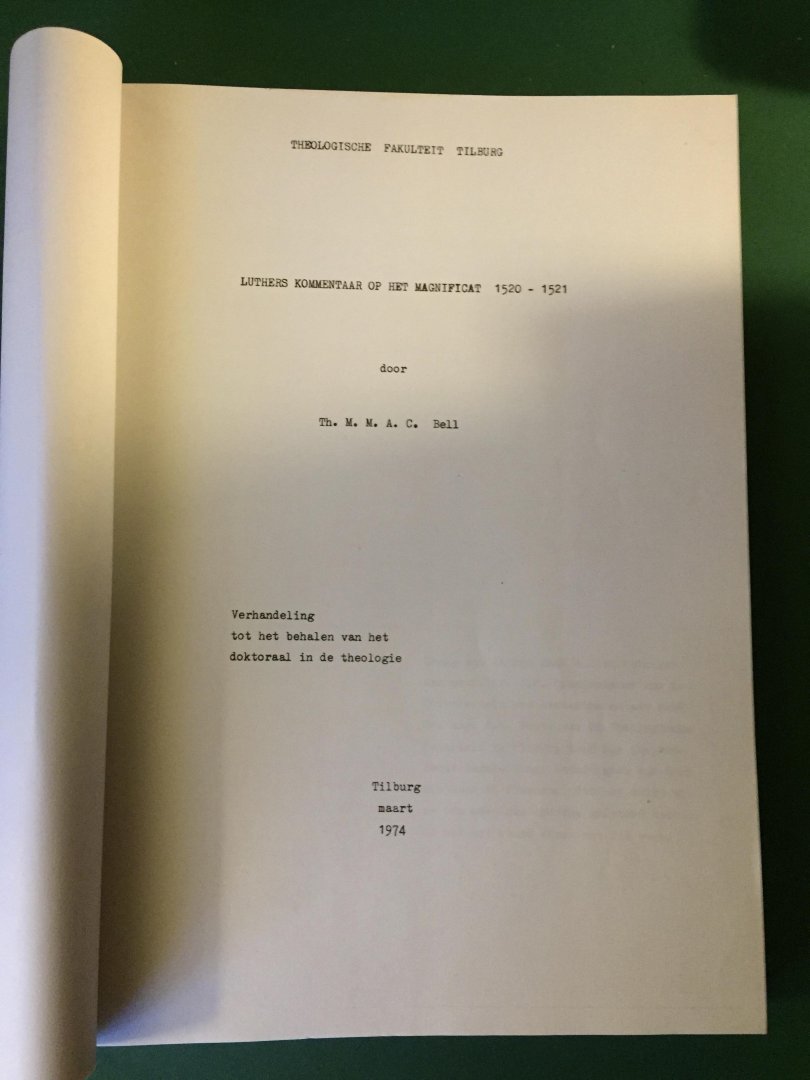 THEOLOGISCHE FAKULTEIT TILBURG
LUTHERS KOMMENTAAR OP HET MAGNIFICAT 1520 - 1521
door
Th. M. M. A. C. Bell
Verhandeling
tot het behalen van het
doktoraal in de theologie
Tilburg
maart
1974